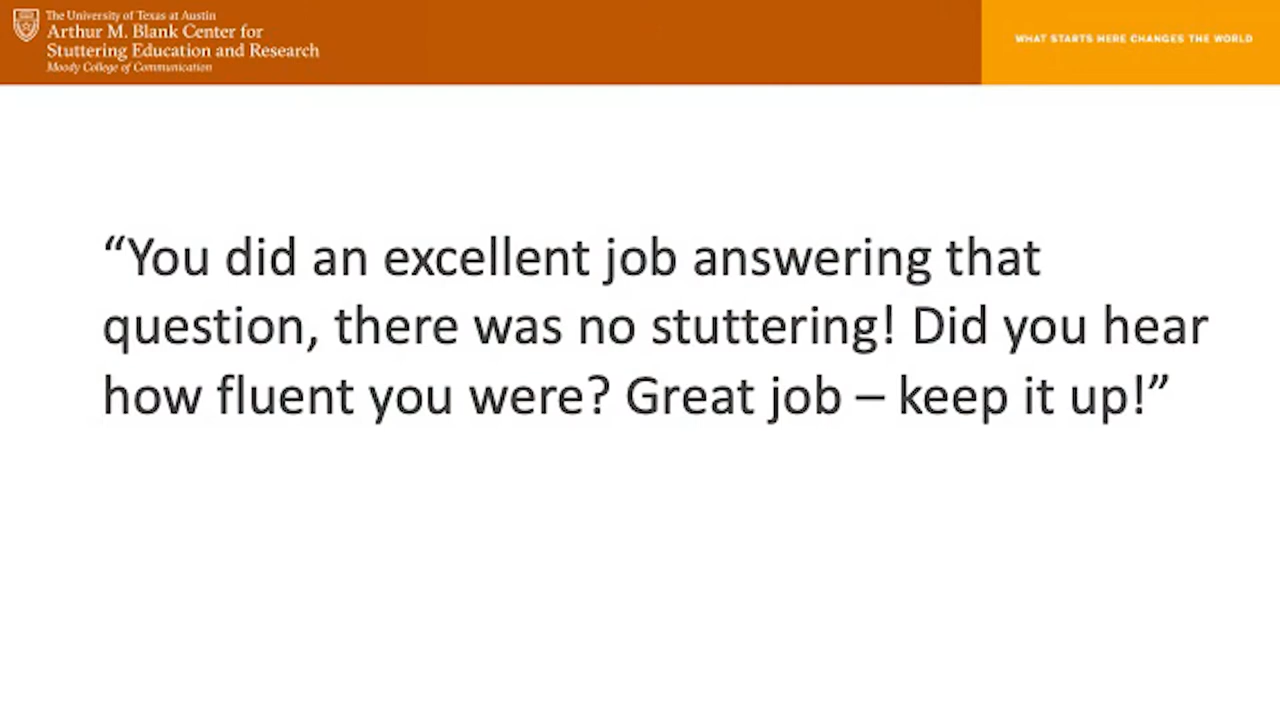 The University of Texas at Austin
Arthur M. Blank Center for
Stuttering Education and Research
Moody College of Communication
WHAT STARTS HERE CHANGES THE WORLD
“You did an excellent job answering that
question, there was no stuttering! Did you hear
how fluent you were? Great job – keep it up!”